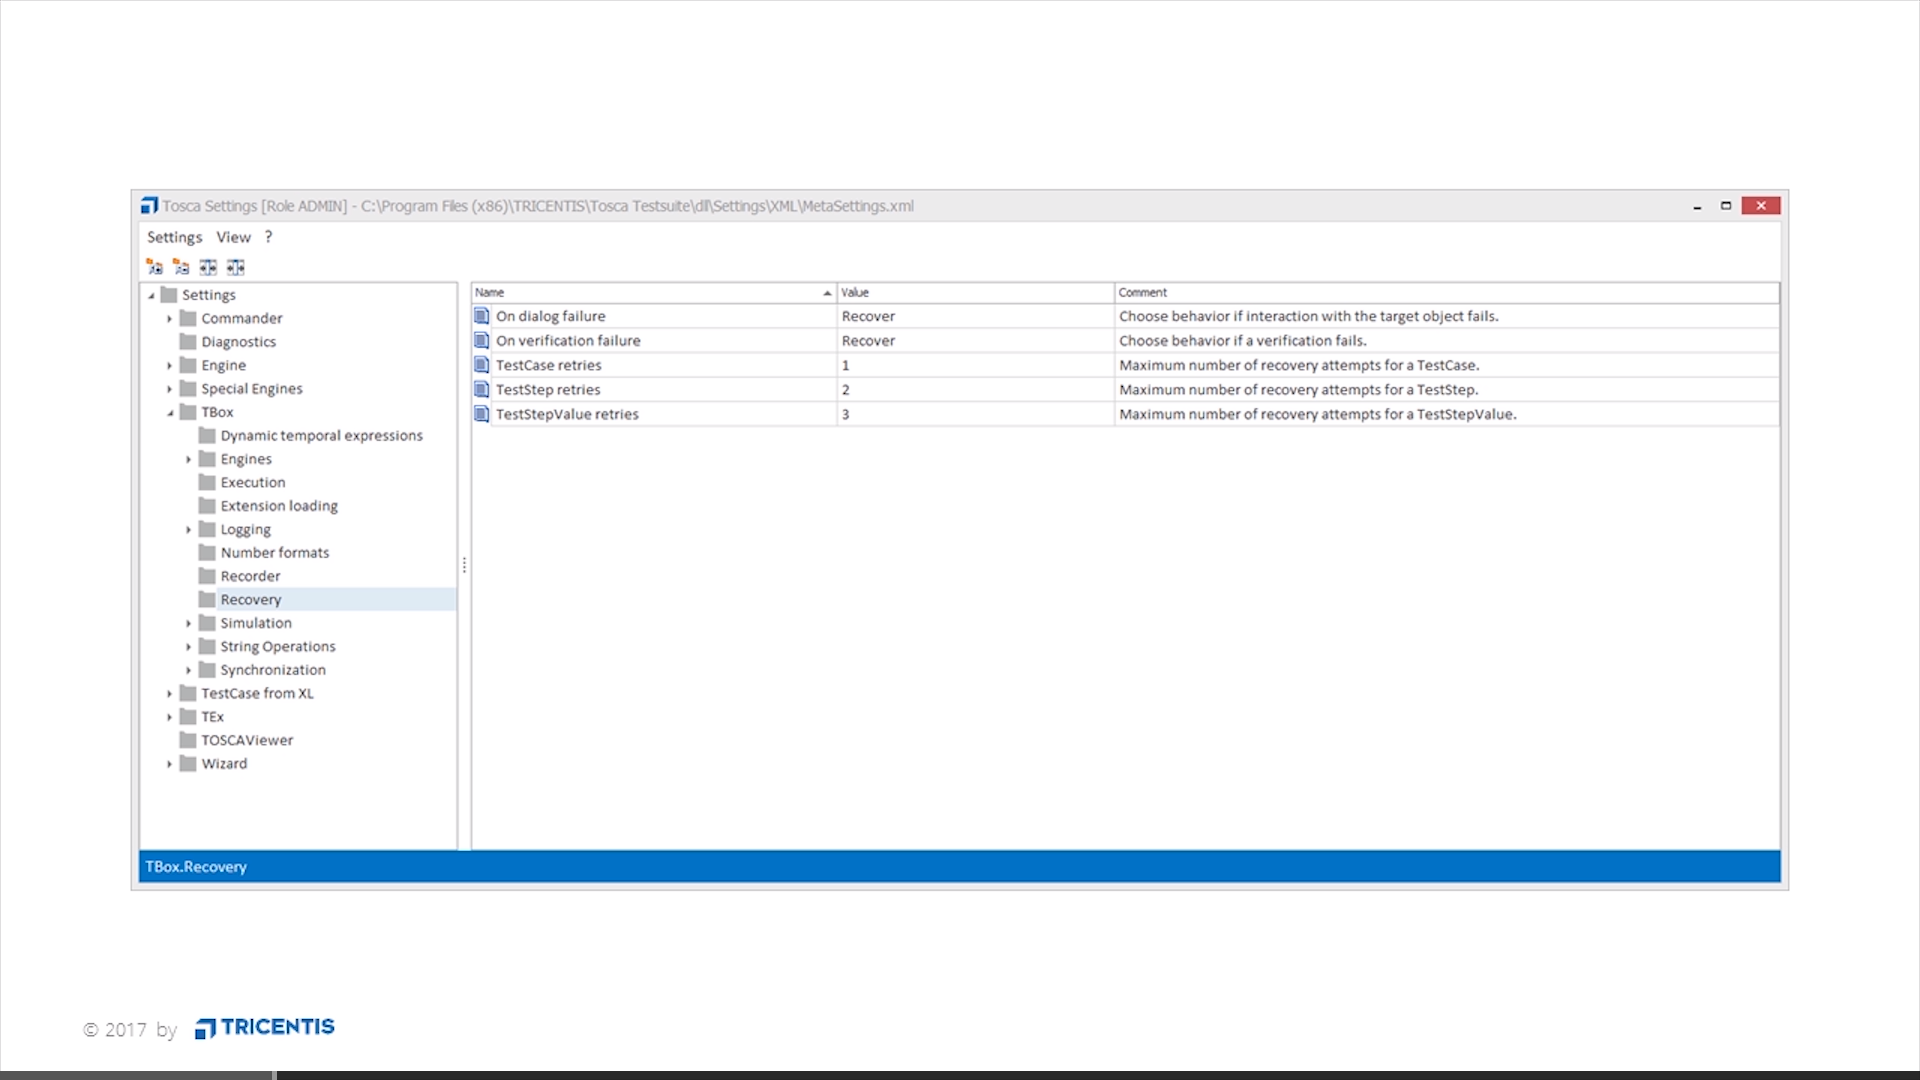 Tosca Settings [Role ADMIN] - C:\Program Files (x86)\TRICENTIS\Tosca Testsuite\dll\Settings\XML\MetaSettings.xml
Settings View ?
Settings
Commander
Diagnostics
Engine
Special Engines
TBox
Dynamic temporal expressions
Engines
Execution
Extension loading
Logging
Number formats
Recorder
Recovery
Simulation
String Operations
Synchronization
TestCase from XL
TEx
TOSCAViewer
Wizard
Name Value Comment
On dialog failure Recover Choose behavior if interaction with the target object fails.
On verification failure Recover Choose behavior if a verification fails.
TestCase retries 1 Maximum number of recovery attempts for a TestCase.
TestStep retries 2 Maximum number of recovery attempts for a TestStep.
TestStepValue retries 3 Maximum number of recovery attempts for a TestStepValue.
TBox.Recovery
© 2017 by TRICENTIS